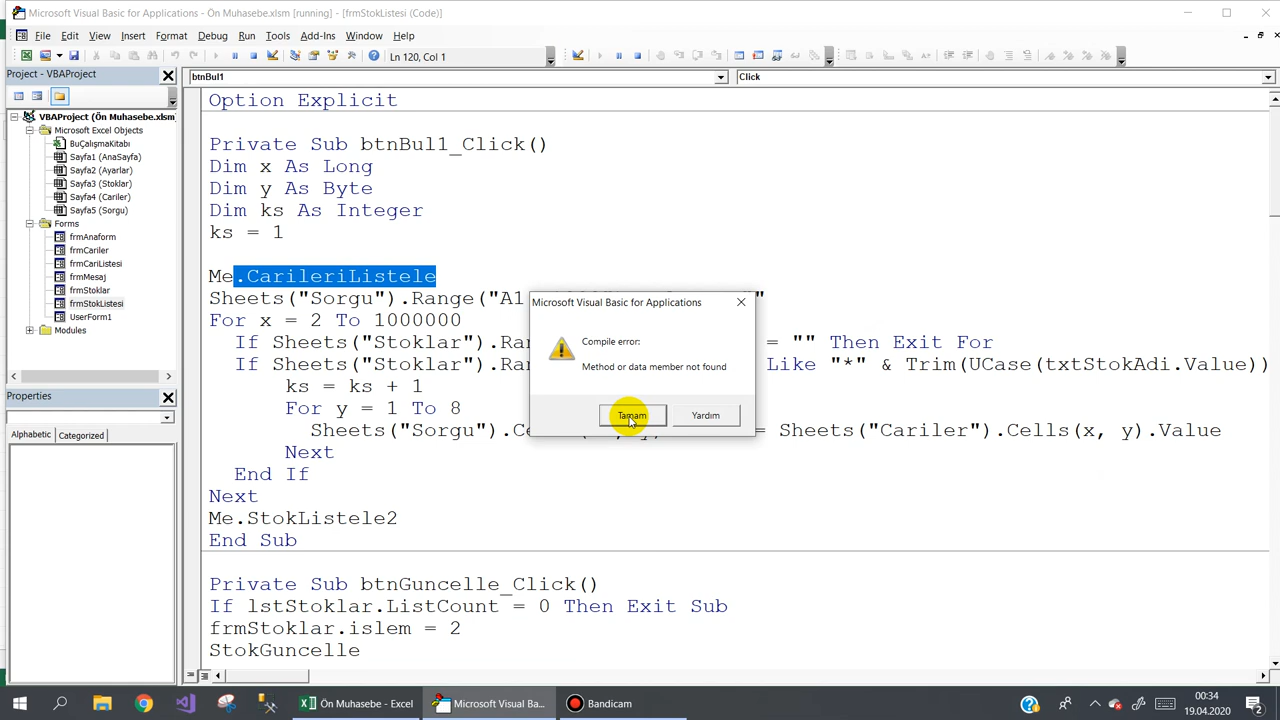 Microsoft Visual Basic for Applications - Ön Muhasebe.xlsm [running] - [frmStokListesi (Code)]
File Edit View Insert Format Debug Run Tools Add-Ins Window Help
Ln 120, Col 1
Project - VBAProject
btnBul1
Click
VBAProject (Ön Muhasebe.xlsm)
Microsoft Excel Objects
BuÇalışmaKitabı
Sayfa1 (AnaSayfa)
Sayfa2 (Ayarlar)
Sayfa3 (Stoklar)
Sayfa4 (Cariler)
Sayfa5 (Sorgu)
Forms
frmAnaform
frmCariler
frmCariListesi
frmMesaj
frmStoklar
frmStokListesi
UserForm1
Modules
Properties
Alphabetic Categorized
Option Explicit
Private Sub btnBul1_Click()
Dim x As Long
Dim y As Byte
Dim ks As Integer
ks = 1
Me.CarileriListele
Sheets("Sorgu").Range("A1 "
For x = 2 To 1000000
If Sheets("Stoklar").Ran = "" Then Exit For
If Sheets("Stoklar").Ran Like "*" & Trim(UCase(txtStokAdi.Value))
ks = ks + 1
For y = 1 To 8
Sheets("Sorgu").Ce = Sheets("Cariler").Cells(x, y).Value
Next
End If
Next
Me.StokListele2
End Sub
Private Sub btnGuncelle_Click()
If lstStoklar.ListCount = 0 Then Exit Sub
frmStoklar.islem = 2
StokGuncelle
Microsoft Visual Basic for Applications
Compile error:
Method or data member not found
Tamam Yardım
Ön Muhasebe - Excel
Microsoft Visual Ba...
Bandicam
00:34
19.04.2020
2